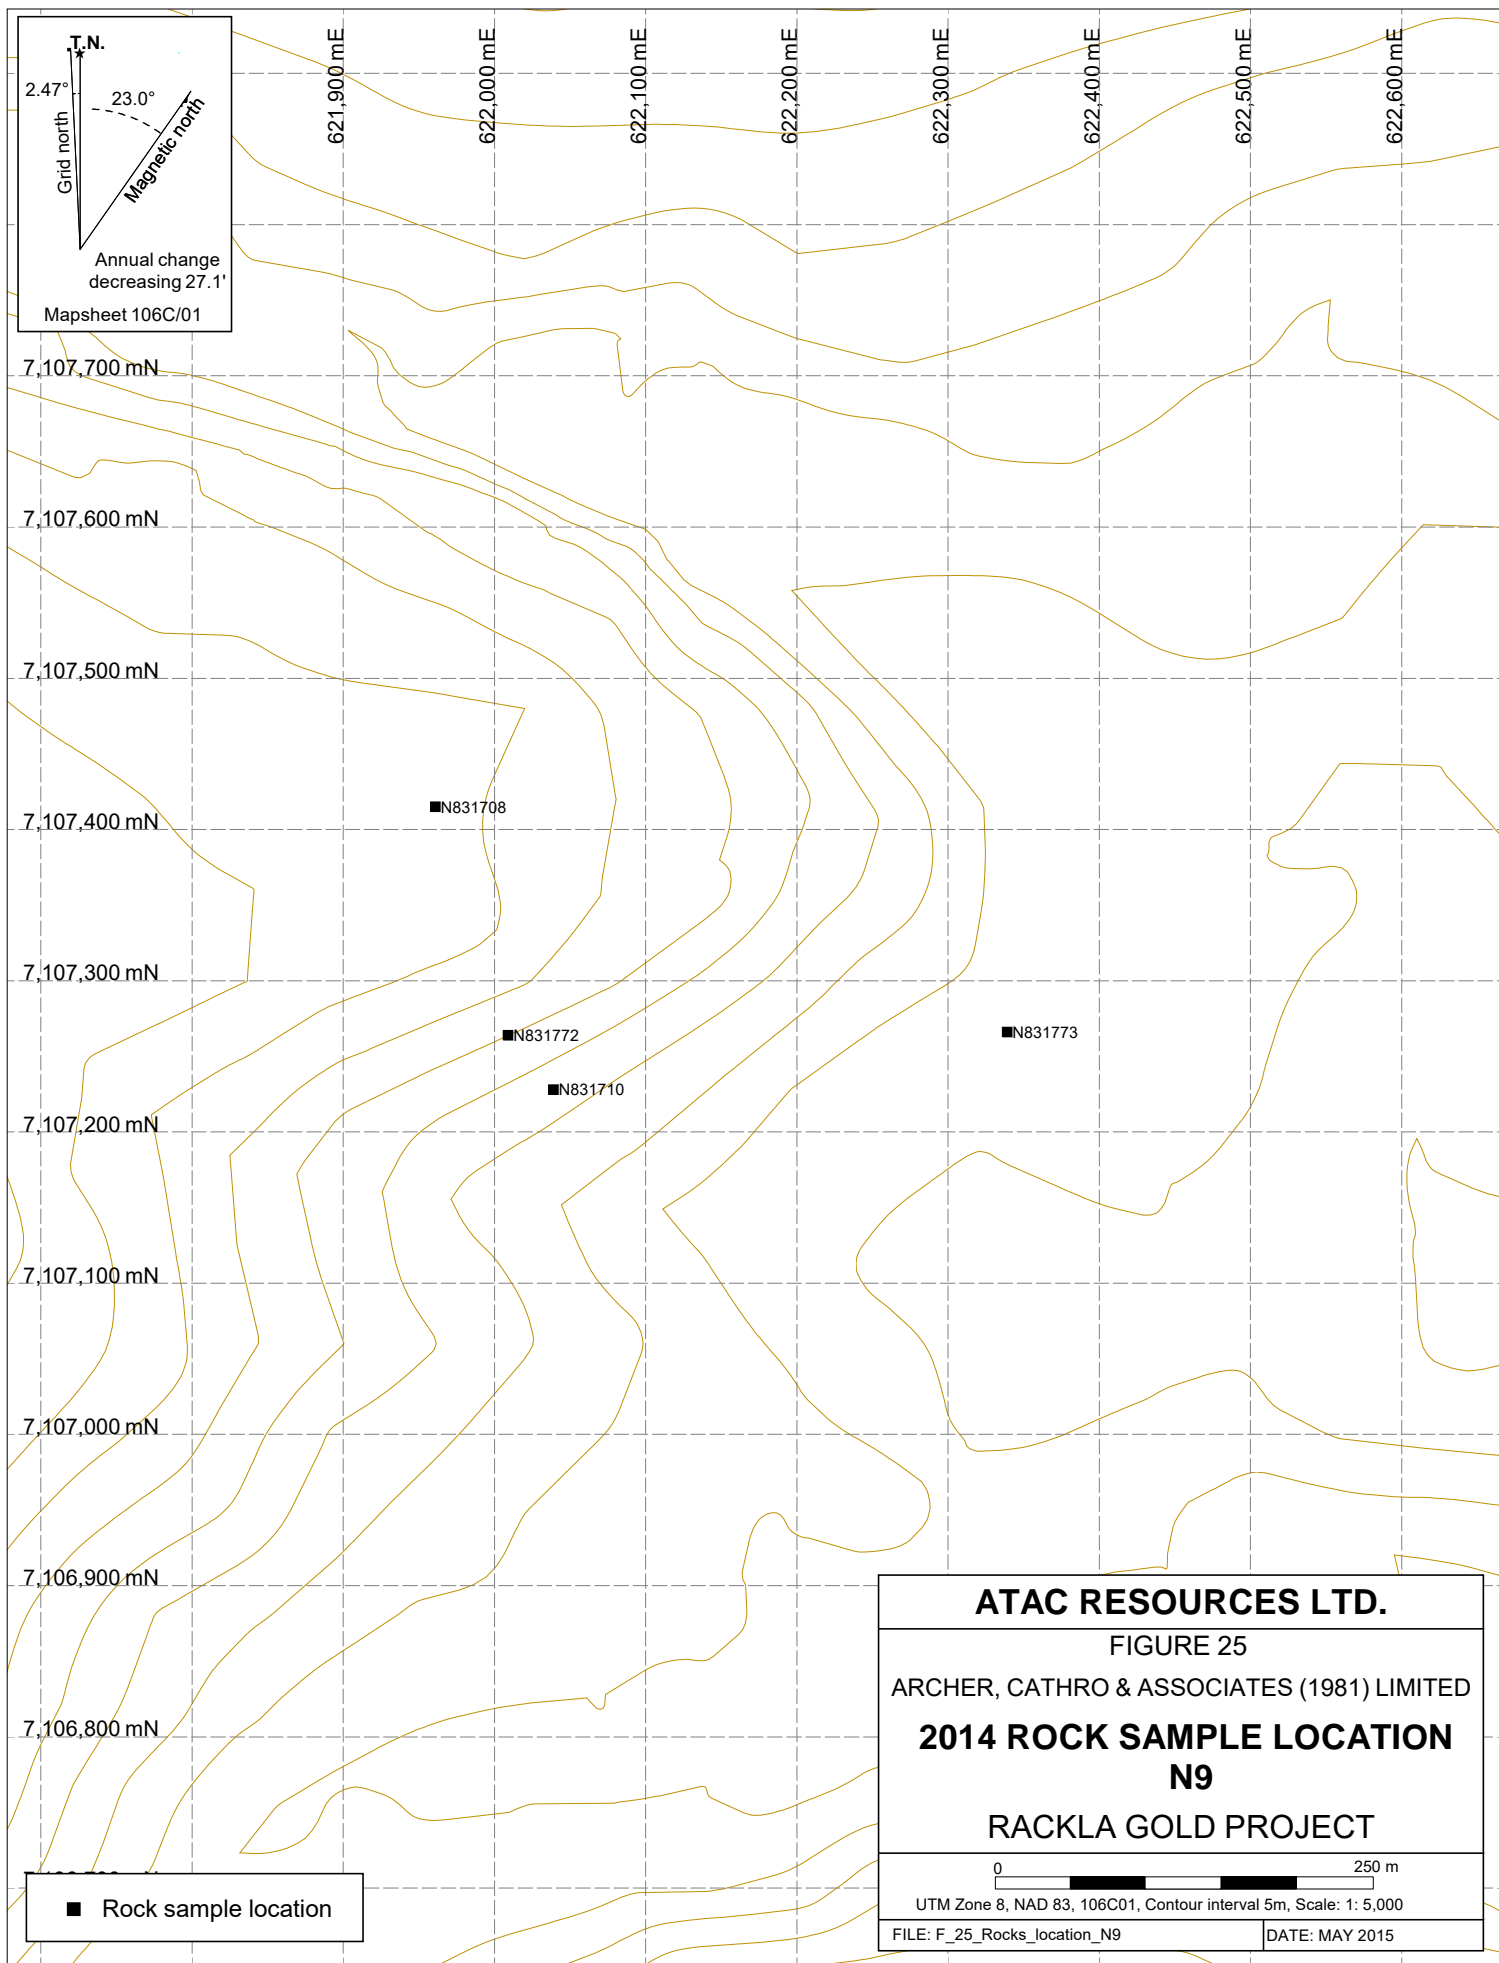 T.N.
2.47°
23.0°
Grid north
Magnetic north
Annual change
decreasing 27.1'
Mapsheet 106C/01
621,900 mE
622,000 mE
622,100 mE
622,200 mE
622,300 mE
622,400 mE
622,500 mE
622,600 mE
7,107,700 mN
7,107,600 mN
7,107,500 mN
N831708
7,107,400 mN
7,107,300 mN
N831772
N831773
N831710
7,107,200 mN
7,107,100 mN
7,107,000 mN
7,106,900 mN
7,106,800 mN
Rock sample location
ATAC RESOURCES LTD.
FIGURE 25
ARCHER, CATHRO & ASSOCIATES (1981) LIMITED
2014 ROCK SAMPLE LOCATION
N9
RACKLA GOLD PROJECT
0 250 m
UTM Zone 8, NAD 83, 106C01, Contour interval 5m, Scale: 1: 5,000
FILE: F_25_Rocks_location_N9 DATE: MAY 2015